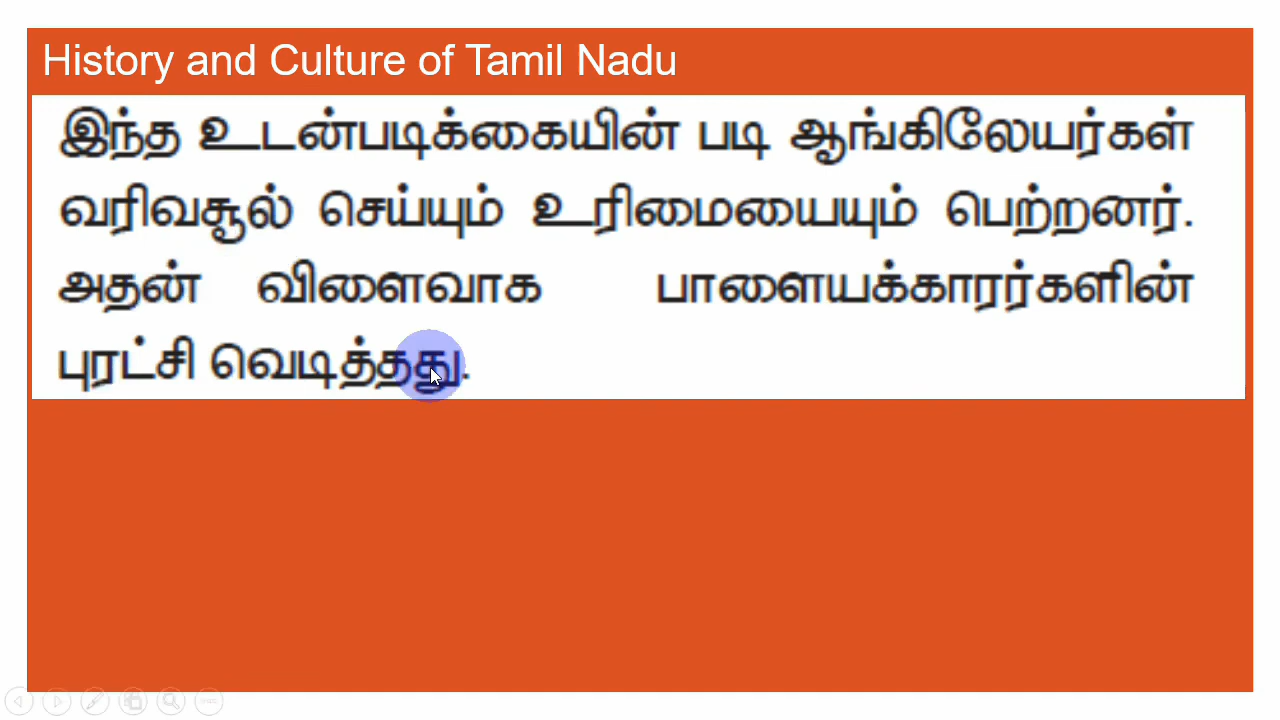 History and Culture of Tamil Nadu
இந்த உடன்படிக்கையின் படி ஆங்கிலேயர்கள்
வரிவசூல் செய்யும் உரிமையையும் பெற்றனர்.
அதன் விளைவாக பாளையக்காரர்களின்
புரட்சி வெடித்தது.